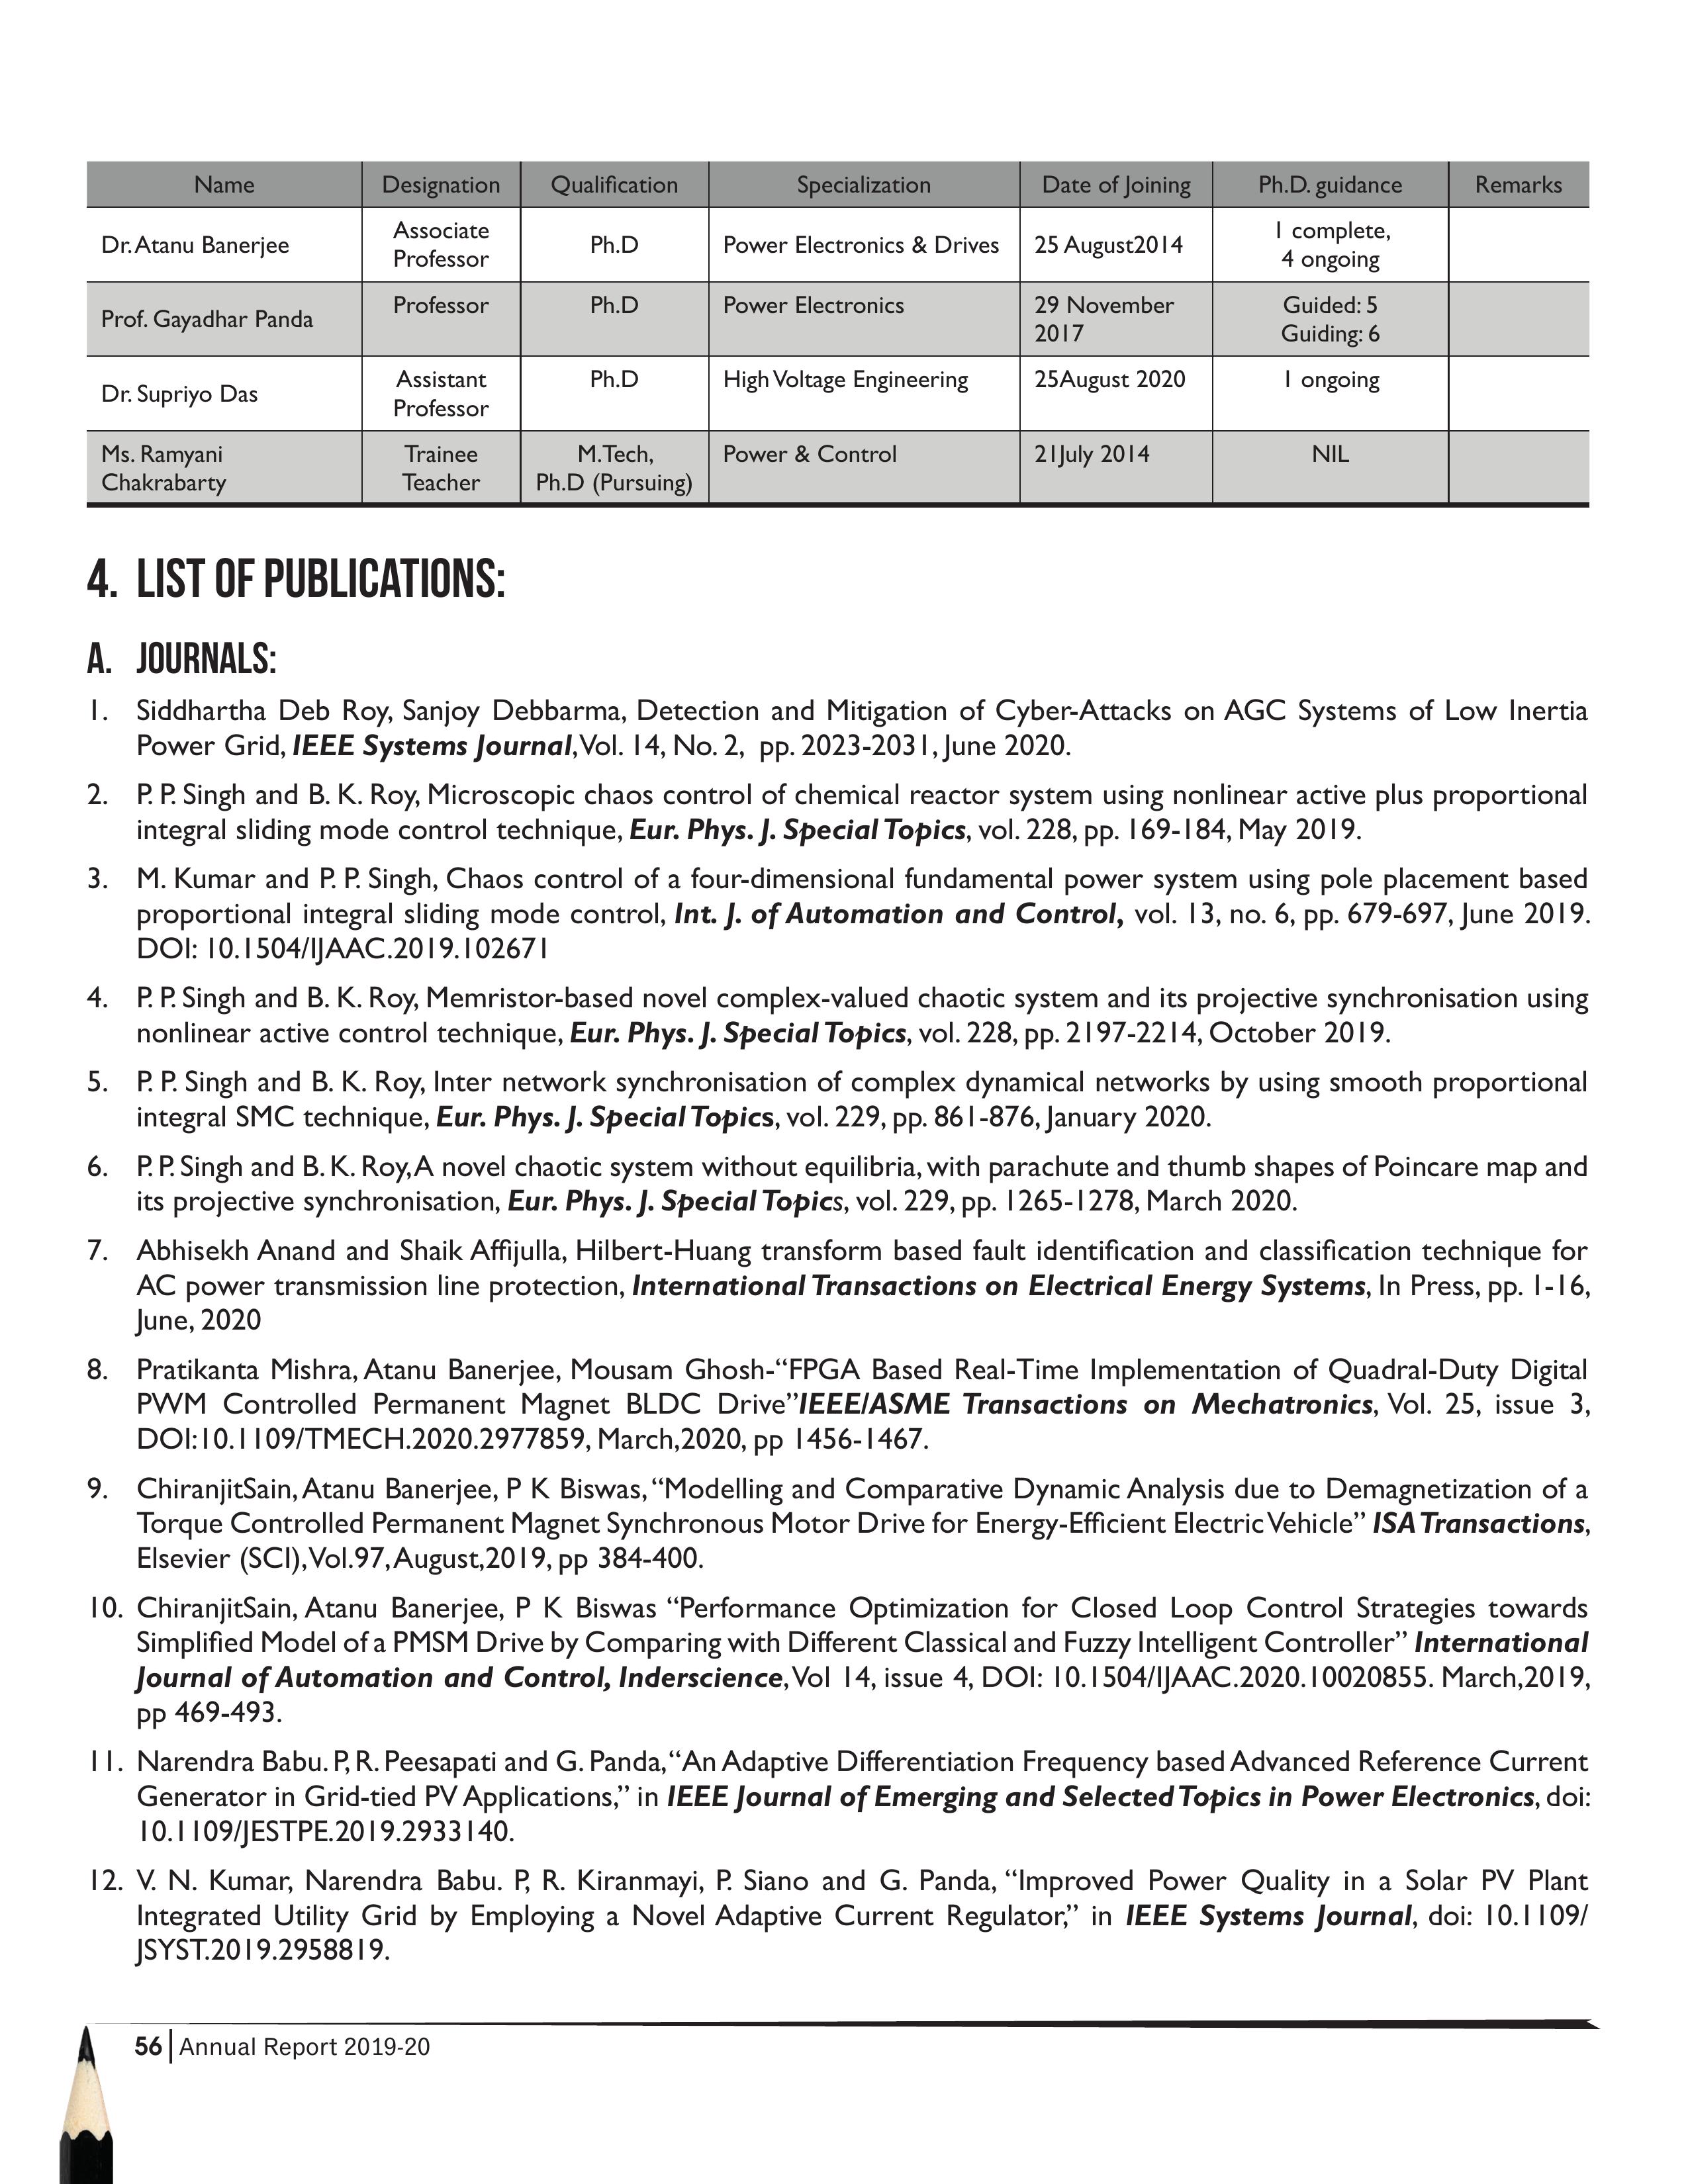 Name Designation Qualification Specialization Date of Joining Ph.D. guidance Remarks
Dr. Atanu Banerjee Associate Professor Ph.D Power Electronics & Drives 25 August2014 1 complete, 4 ongoing
Prof. Gayadhar Panda Professor Ph.D Power Electronics 29 November 2017 Guided: 5 Guiding: 6
Dr. Supriyo Das Assistant Professor Ph.D High Voltage Engineering 25August 2020 1 ongoing
Ms. Ramyani Chakrabarty Trainee Teacher M.Tech, Ph.D (Pursuing) Power & Control 21July 2014 NIL
4. LIST OF PUBLICATIONS:
A. JOURNALS:
1. Siddhartha Deb Roy, Sanjoy Debbarma, Detection and Mitigation of Cyber-Attacks on AGC Systems of Low Inertia
Power Grid, IEEE Systems Journal, Vol. 14, No. 2, pp. 2023-2031, June 2020.
2. P. P. Singh and B. K. Roy, Microscopic chaos control of chemical reactor system using nonlinear active plus proportional
integral sliding mode control technique, Eur. Phys. J. Special Topics, vol. 228, pp. 169-184, May 2019.
3. M. Kumar and P. P. Singh, Chaos control of a four-dimensional fundamental power system using pole placement based
proportional integral sliding mode control, Int. J. of Automation and Control, vol. 13, no. 6, pp. 679-697, June 2019.
DOI: 10.1504/IJAAC.2019.102671
4. P. P. Singh and B. K. Roy, Memristor-based novel complex-valued chaotic system and its projective synchronisation using
nonlinear active control technique, Eur. Phys. J. Special Topics, vol. 228, pp. 2197-2214, October 2019.
5. P. P. Singh and B. K. Roy, Inter network synchronisation of complex dynamical networks by using smooth proportional
integral SMC technique, Eur. Phys. J. Special Topics, vol. 229, pp. 861-876, January 2020.
6. P. P. Singh and B. K. Roy, A novel chaotic system without equilibria, with parachute and thumb shapes of Poincare map and
its projective synchronisation, Eur. Phys. J. Special Topics, vol. 229, pp. 1265-1278, March 2020.
7. Abhisekh Anand and Shaik Affijulla, Hilbert-Huang transform based fault identification and classification technique for
AC power transmission line protection, International Transactions on Electrical Energy Systems, In Press, pp. 1-16,
June, 2020
8. Pratikanta Mishra, Atanu Banerjee, Mousam Ghosh-“FPGA Based Real-Time Implementation of Quadral-Duty Digital
PWM Controlled Permanent Magnet BLDC Drive”IEEE/ASME Transactions on Mechatronics, Vol. 25, issue 3,
DOI:10.1109/TMECH.2020.2977859, March,2020, pp 1456-1467.
9. ChiranjitSain, Atanu Banerjee, P K Biswas, “Modelling and Comparative Dynamic Analysis due to Demagnetization of a
Torque Controlled Permanent Magnet Synchronous Motor Drive for Energy-Efficient Electric Vehicle” ISA Transactions,
Elsevier (SCI), Vol.97, August,2019, pp 384-400.
10. ChiranjitSain, Atanu Banerjee, P K Biswas “Performance Optimization for Closed Loop Control Strategies towards
Simplified Model of a PMSM Drive by Comparing with Different Classical and Fuzzy Intelligent Controller” International
Journal of Automation and Control, Inderscience, Vol 14, issue 4, DOI: 10.1504/IJAAC.2020.10020855. March,2019,
pp 469-493.
11. Narendra Babu. P, R. Peesapati and G. Panda, “An Adaptive Differentiation Frequency based Advanced Reference Current
Generator in Grid-tied PV Applications,” in IEEE Journal of Emerging and Selected Topics in Power Electronics, doi:
10.1109/JESTPE.2019.2933140.
12. V. N. Kumar, Narendra Babu. P, R. Kiranmayi, P. Siano and G. Panda, “Improved Power Quality in a Solar PV Plant
Integrated Utility Grid by Employing a Novel Adaptive Current Regulator,” in IEEE Systems Journal, doi: 10.1109/
JSYST.2019.2958819.
56 Annual Report 2019-20